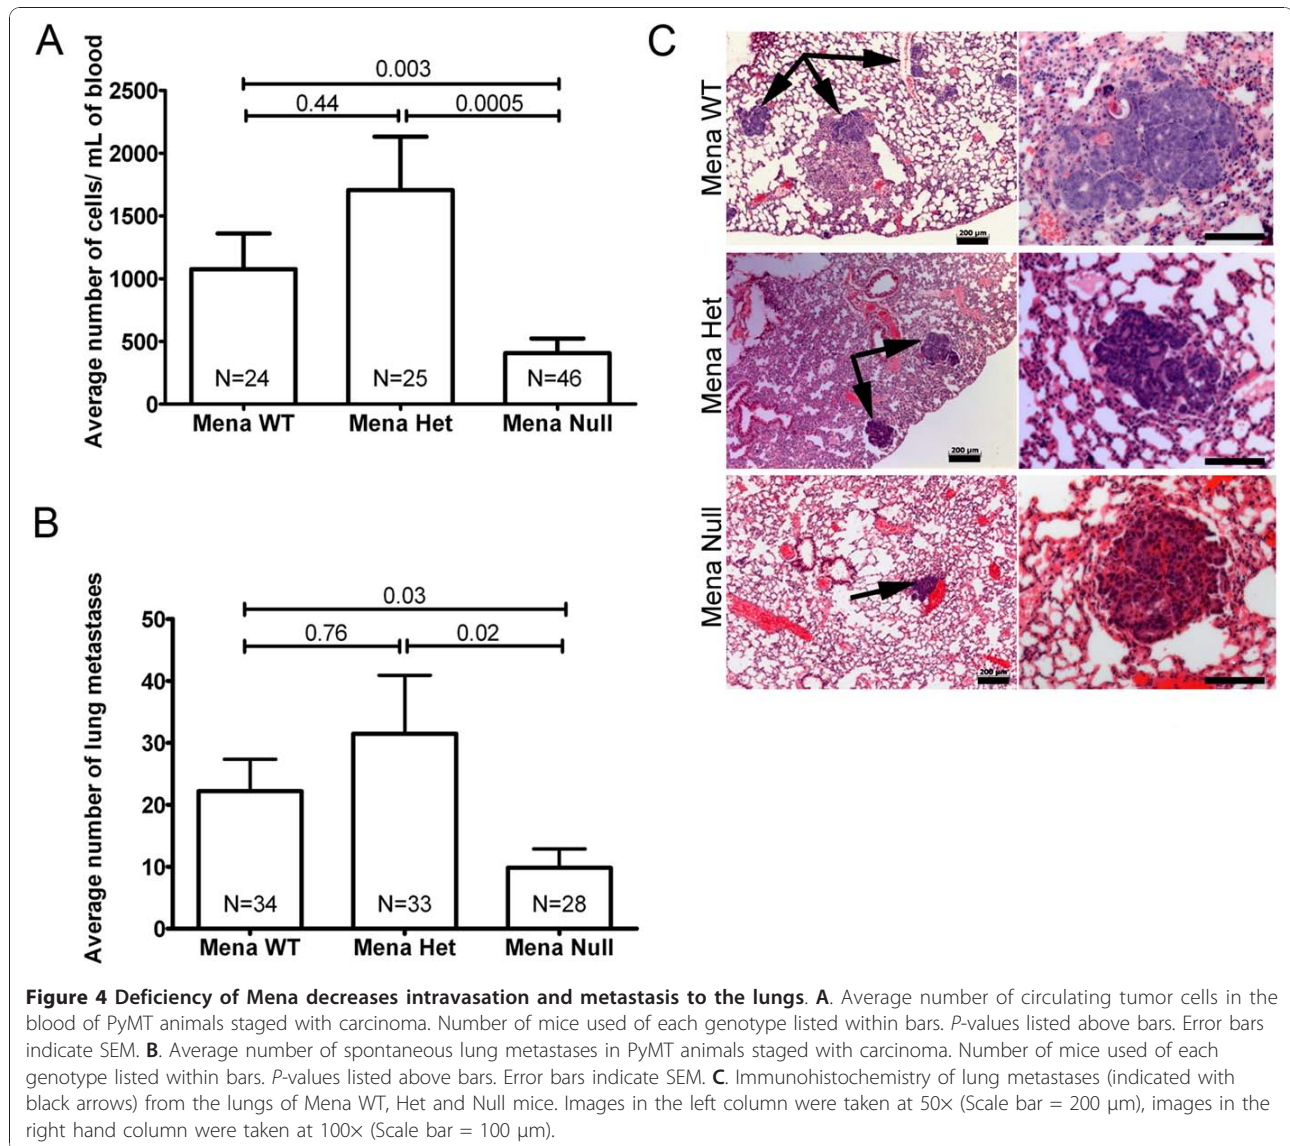 A
Average number of cells/ mL of blood
2500
2000
1500
1000
500
0
0.003
0.44
0.0005
N=24
N=25
N=46
Mena WT
Mena Het
Mena Null
B
Average number of lung metastases
50
40
30
20
10
0
0.03
0.76
0.02
N=34
N=33
N=28
Mena WT
Mena Het
Mena Null
C
Mena WT
200 µm
Mena Het
200 µm
Mena Null
200 µm
Figure 4 Deficiency of Mena decreases intravasation and metastasis to the lungs. A. Average number of circulating tumor cells in the
blood of PyMT animals staged with carcinoma. Number of mice used of each genotype listed within bars. P-values listed above bars. Error bars
indicate SEM. B. Average number of spontaneous lung metastases in PyMT animals staged with carcinoma. Number of mice used of each
genotype listed within bars. P-values listed above bars. Error bars indicate SEM. C. Immunohistochemistry of lung metastases (indicated with
black arrows) from the lungs of Mena WT, Het and Null mice. Images in the left column were taken at 50× (Scale bar = 200 μm), images in the
right hand column were taken at 100× (Scale bar = 100 μm).